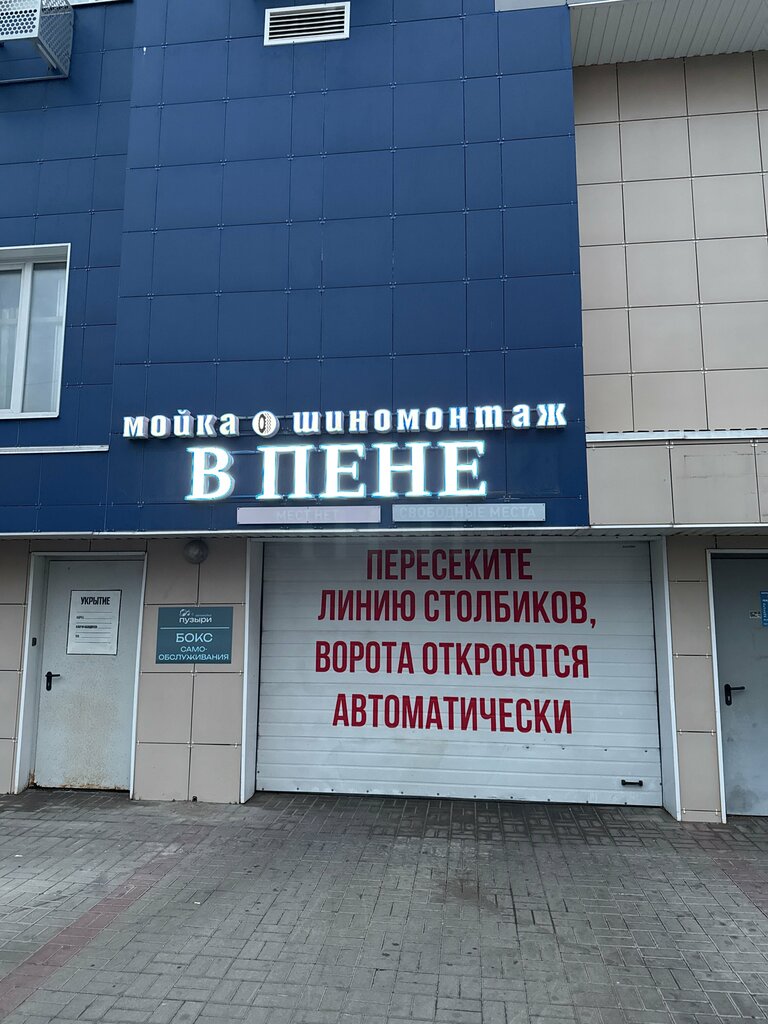 мойка шиномонтаж
В ПЕНЕ
МЕСТ НЕТ
СВОБОДНЫЕ МЕСТА
УКРЫТИЕ
ПУЗЫРИ
БОКС
САМО-
ОБСЛУЖИВАНИЯ
ПЕРЕСЕКИТЕ
ЛИНИЮ СТОЛБИКОВ,
ВОРОТА ОТКРОЮТСЯ
АВТОМАТИЧЕСКИ